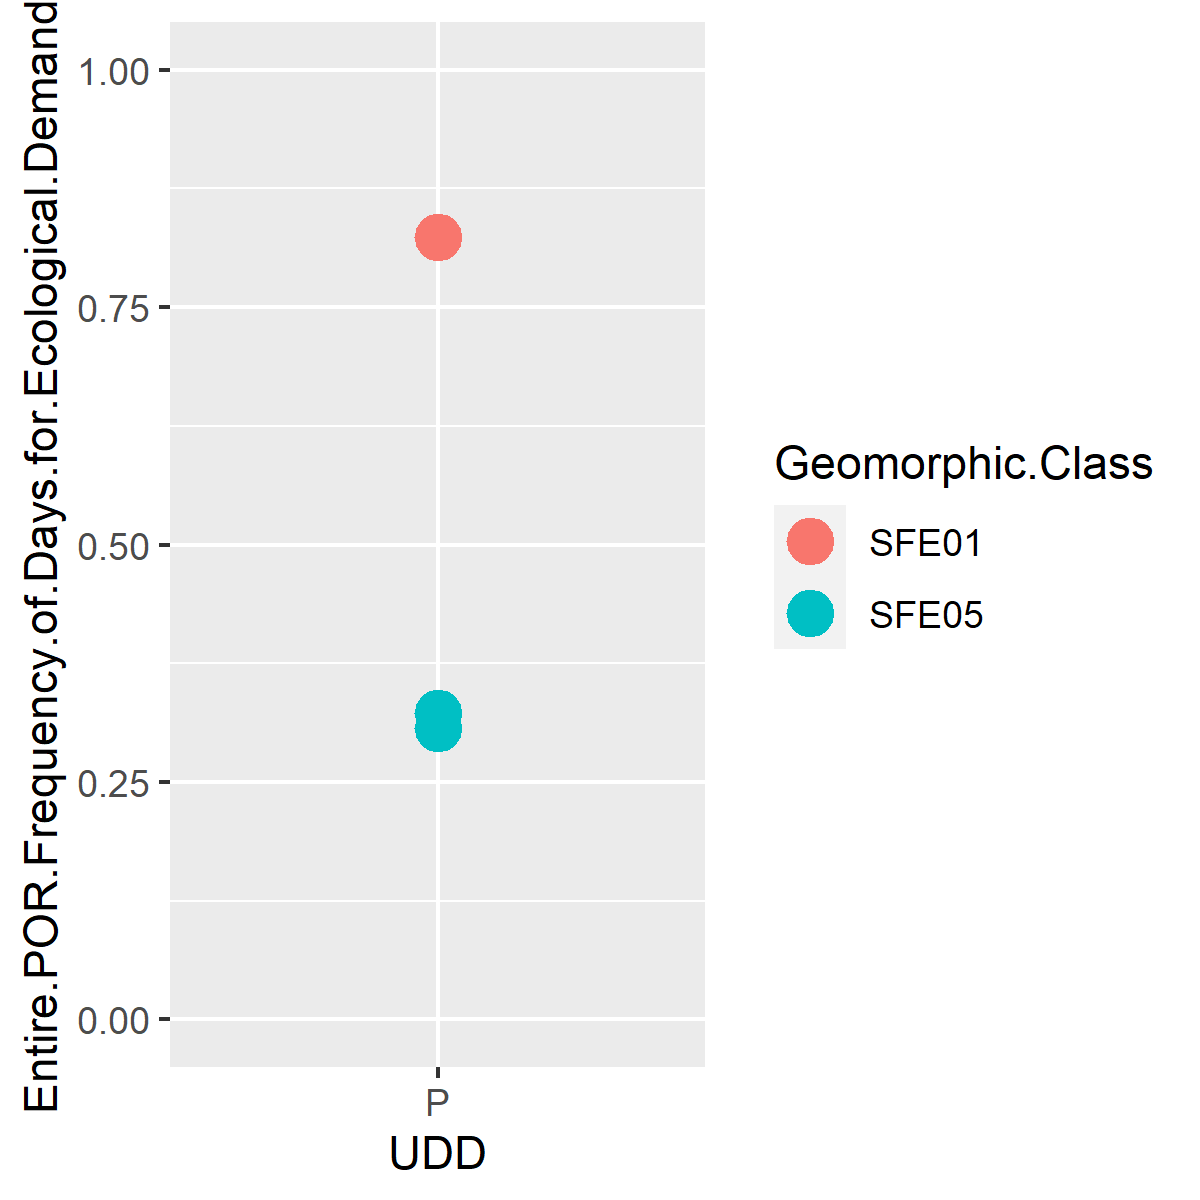 Entire.POR.Frequency.of.Days.for.Ecological.Demand
1.00
0.75
0.50
0.25
0.00
P
UDD
Geomorphic.Class
SFE01
SFE05